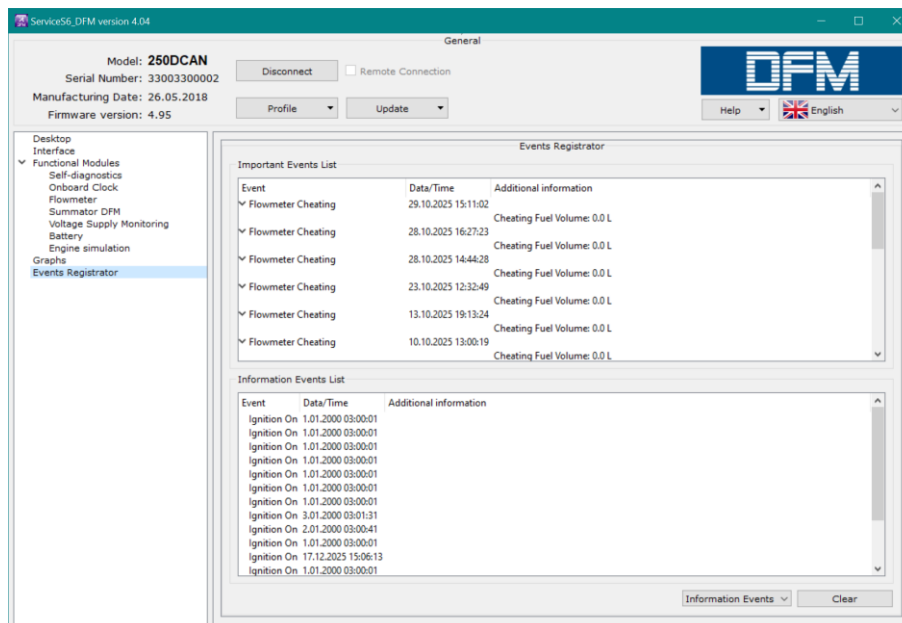 ServiceS6_DFM version 4.04
General
Model: 250DCAN
Serial Number: 33003300002
Manufacturing Date: 26.05.2018
Firmware version: 4.95
Disconnect
Remote Connection
Profile
Update
DFM
Help
English
Desktop
Interface
Functional Modules
Self-diagnostics
Onboard Clock
Flowmeter
Summator DFM
Voltage Supply Monitoring
Battery
Engine simulation
Graphs
Events Registrator
Events Registrator
Important Events List
Event Data/Time Additional information
Flowmeter Cheating 29.10.2025 15:11:02
Cheating Fuel Volume: 0.0 L
Flowmeter Cheating 28.10.2025 16:27:23
Cheating Fuel Volume: 0.0 L
Flowmeter Cheating 28.10.2025 14:44:28
Cheating Fuel Volume: 0.0 L
Flowmeter Cheating 23.10.2025 12:32:49
Cheating Fuel Volume: 0.0 L
Flowmeter Cheating 13.10.2025 19:13:24
Cheating Fuel Volume: 0.0 L
Flowmeter Cheating 10.10.2025 13:00:19
Cheating Fuel Volume: 0.0 L
Information Events List
Event Data/Time Additional information
Ignition On 1.01.2000 03:00:01
Ignition On 1.01.2000 03:00:01
Ignition On 1.01.2000 03:00:01
Ignition On 1.01.2000 03:00:01
Ignition On 1.01.2000 03:00:01
Ignition On 1.01.2000 03:00:01
Ignition On 1.01.2000 03:00:01
Ignition On 3.01.2000 03:01:31
Ignition On 2.01.2000 03:00:41
Ignition On 1.01.2000 03:00:01
Ignition On 17.12.2025 15:06:13
Ignition On 1.01.2000 03:00:01
Information Events
Clear